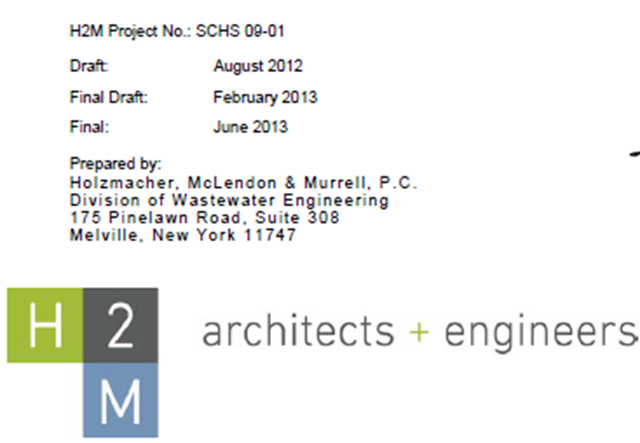 H2M Project No.: SCHS 09-01
Draft: August 2012
Final Draft: February 2013
Final: June 2013
Prepared by:
Holzmacher, McLendon & Murrell, P.C.
Division of Wastewater Engineering
175 Pinelawn Road, Suite 308
Melville, New York 11747
H2 architects + engineers
M